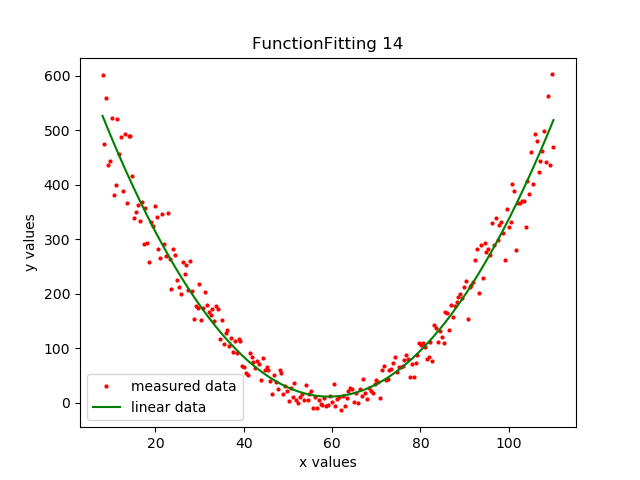 FunctionFitting 14
600
500
400
300
200
100
0
y values
measured data
linear data
20 40 60 80 100
x values